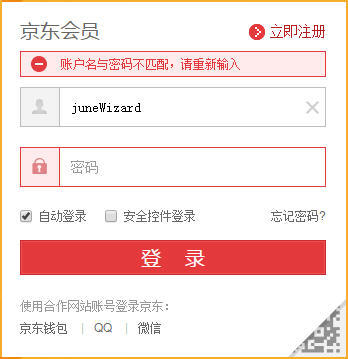 京东会员 立即注册
账户名与密码不匹配，请重新输入
juneWizard
密码
自动登录 安全控件登录 忘记密码?
登 录
使用合作网站账号登录京东：
京东钱包 | QQ | 微信